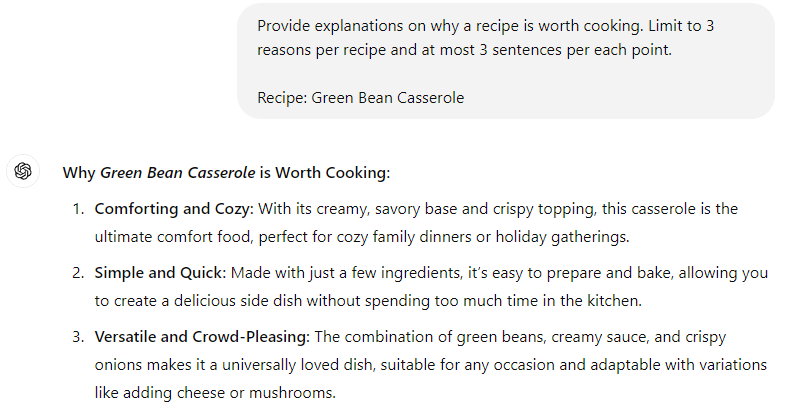 Provide explanations on why a recipe is worth cooking. Limit to 3
reasons per recipe and at most 3 sentences per each point.
Recipe: Green Bean Casserole
Why Green Bean Casserole is Worth Cooking:
1. Comforting and Cozy: With its creamy, savory base and crispy topping, this casserole is the
ultimate comfort food, perfect for cozy family dinners or holiday gatherings.
2. Simple and Quick: Made with just a few ingredients, it’s easy to prepare and bake, allowing you
to create a delicious side dish without spending too much time in the kitchen.
3. Versatile and Crowd-Pleasing: The combination of green beans, creamy sauce, and crispy
onions makes it a universally loved dish, suitable for any occasion and adaptable with variations
like adding cheese or mushrooms.